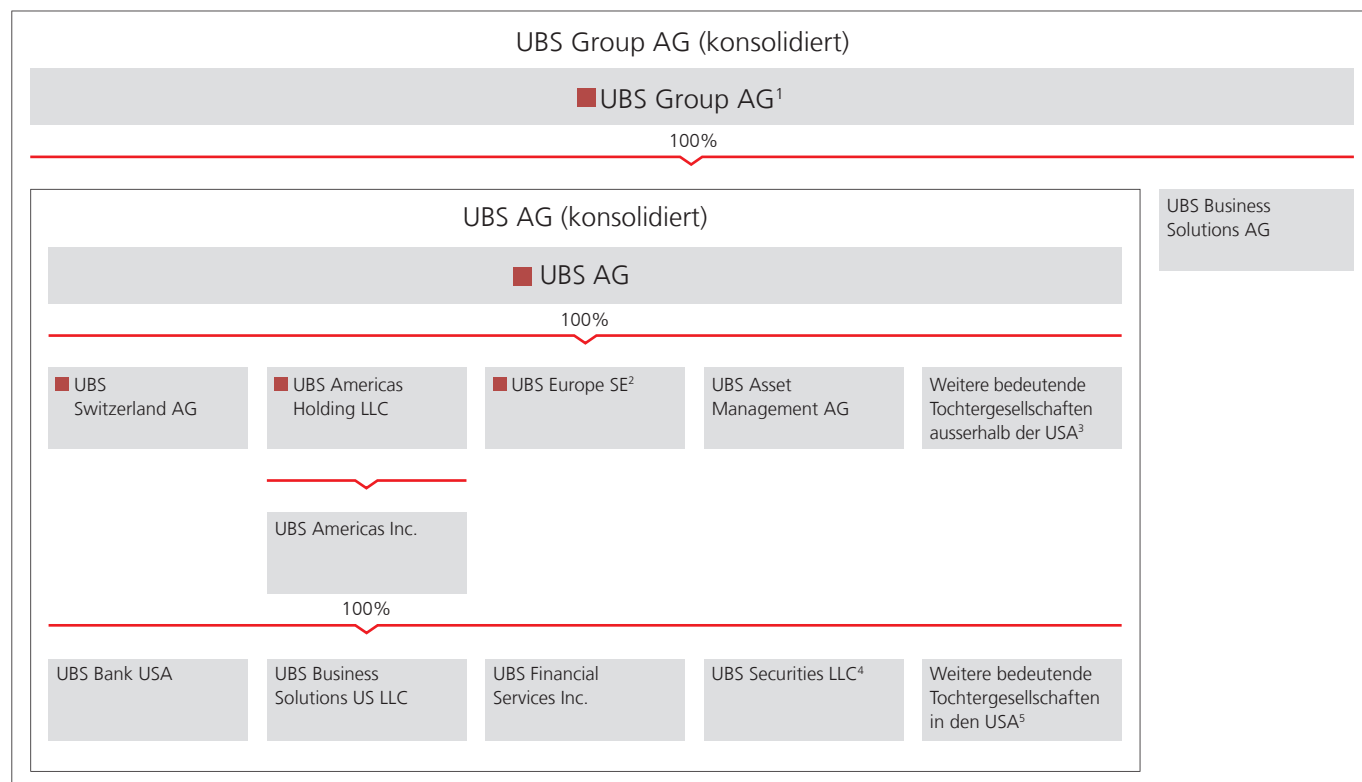 UBS Group AG (konsolidiert)
UBS Group AG¹
100%
UBS AG (konsolidiert)
UBS Business
Solutions AG
UBS AG
100%
UBS
Switzerland AG
UBS Americas
Holding LLC
UBS Europe SE²
UBS Asset
Management AG
Weitere bedeutende
Tochtergesellschaften
ausserhalb der USA³
UBS Americas Inc.
100%
UBS Bank USA
UBS Business
Solutions US LLC
UBS Financial
Services Inc.
UBS Securities LLC⁴
Weitere bedeutende
Tochtergesellschaften
in den USA⁵